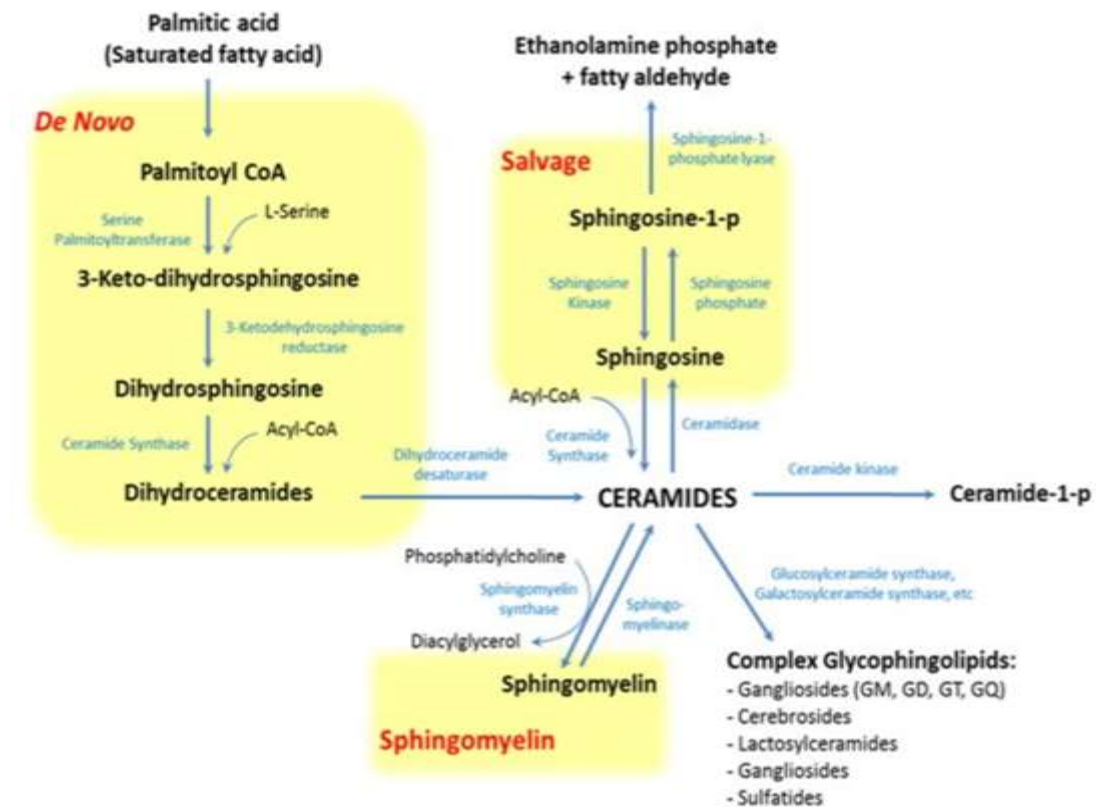 Palmitic acid
(Saturated fatty acid)
De Novo
Palmitoyl CoA
Serine
Palmitoyltransferase
L-Serine
3-Keto-dihydrosphingosine
3-Ketodehydrosphingosine
reductase
Dihydrosphingosine
Ceramide Synthase
Acyl-CoA
Dihydroceramides
Dihydroceramide
desaturase
Ethanolamine phosphate
+ fatty aldehyde
Sphingosine-1-
phosphate lyase
Salvage
Sphingosine-1-p
Sphingosine
Kinase
Sphingosine
phosphate
Sphingosine
Acyl-CoA
Ceramide
Synthase
Ceramidase
CERAMIDES
Ceramide kinase
Ceramide-1-p
Phosphatidylcholine
Sphingomyelin
synthase
Sphingo-
myelinase
Diacylglycerol
Sphingomyelin
Sphingomyelin
Glucosylceramide synthase,
Galactosylceramide synthase, etc
Complex Glycophingolipids:
- Gangliosides (GM, GD, GT, GQ)
- Cerebrosides
- Lactosylceramides
- Gangliosides
- Sulfatides